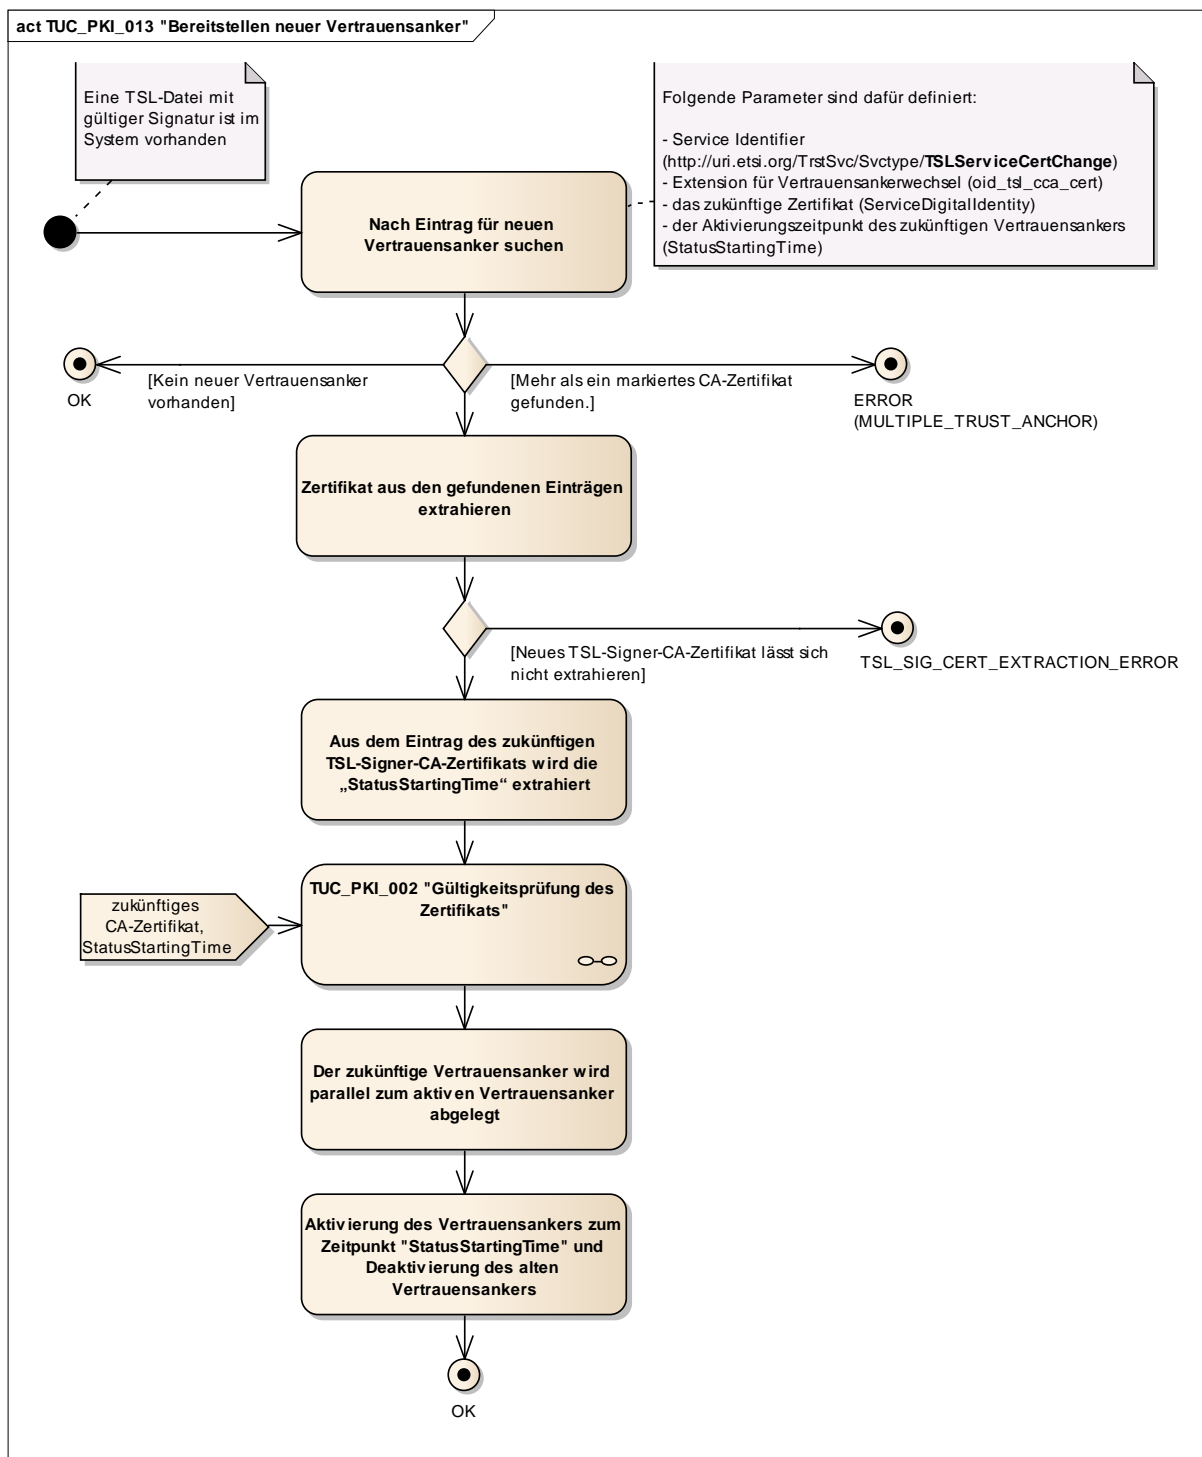 act TUC_PKI_013 "Bereitstellen neuer Vertrauensanker"
Eine TSL-Datei mit
gültiger Signatur ist im
System vorhanden
Folgende Parameter sind dafür definiert:
- Service Identifier
(http://uri.etsi.org/TrstSvc/Svctype/TSLServiceCertChange)
- Extension für Vertrauensankerwechsel (oid_tsl_cca_cert)
- das zukünftige Zertifikat (ServiceDigitalIdentity)
- der Aktivierungszeitpunkt des zukünftigen Vertrauensankers
(StatusStartingTime)
Nach Eintrag für neuen
Vertrauensanker suchen
[Kein neuer Vertrauensanker
vorhanden]
OK
[Mehr als ein markiertes CA-Zertifikat
gefunden.]
ERROR
(MULTIPLE_TRUST_ANCHOR)
Zertifikat aus den gefundenen Einträgen
extrahieren
[Neues TSL-Signer-CA-Zertifikat lässt sich
nicht extrahieren]
TSL_SIG_CERT_EXTRACTION_ERROR
Aus dem Eintrag des zukünftigen
TSL-Signer-CA-Zertifikats wird die
„StatusStartingTime“ extrahiert
TUC_PKI_002 "Gültigkeitsprüfung des
Zertifikats"
zukünftiges
CA-Zertifikat,
StatusStartingTime
Der zukünftige Vertrauensanker wird
parallel zum aktiven Vertrauensanker
abgelegt
Aktivierung des Vertrauensankers zum
Zeitpunkt "StatusStartingTime" und
Deaktivierung des alten
Vertrauensankers
OK